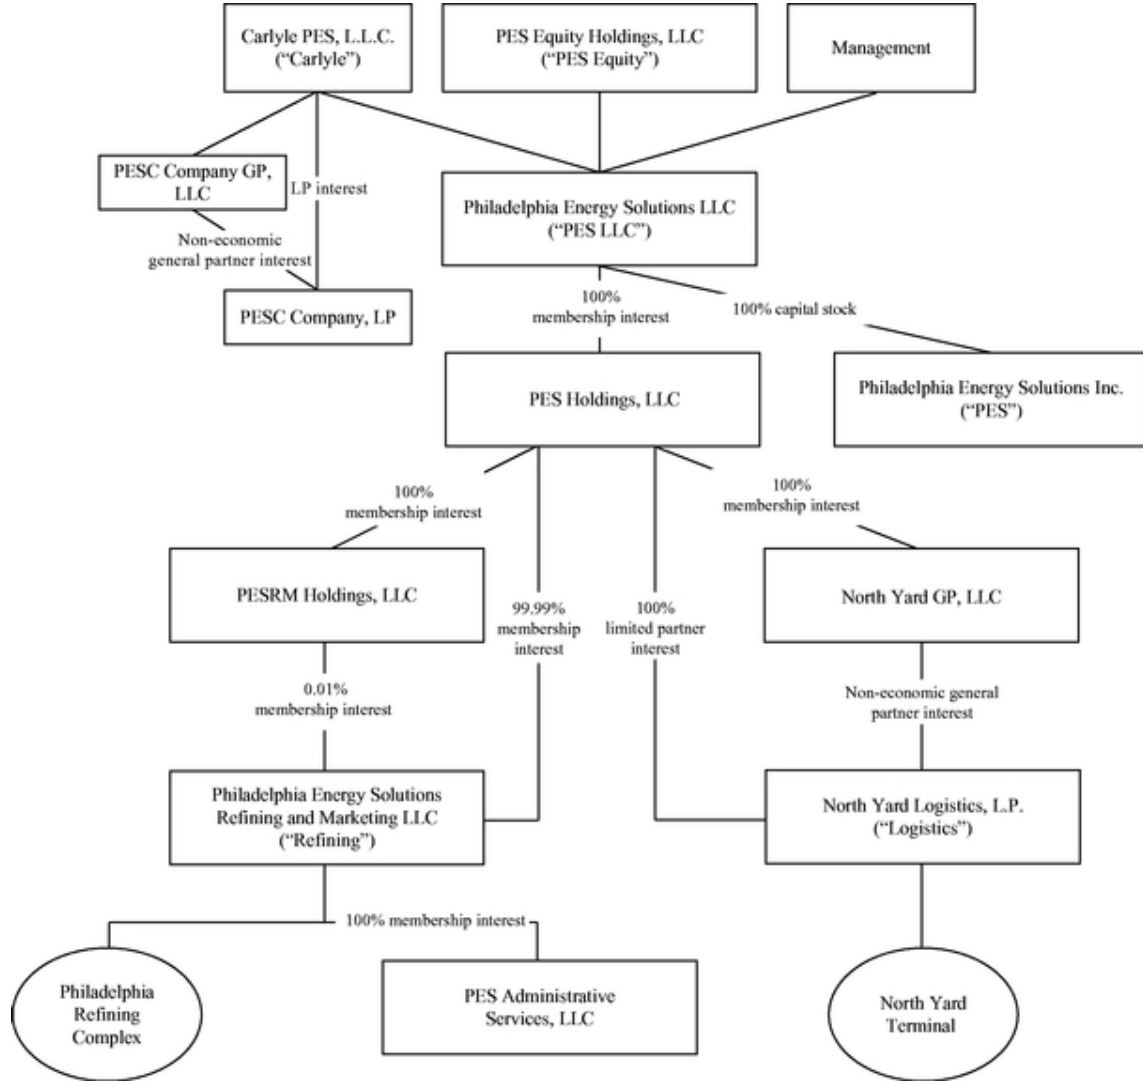 Carlyle PES, L.L.C.
(“Carlyle”)
PES Equity Holdings, LLC
(“PES Equity”)
Management
PESC Company GP,
LLC
LP interest
Philadelphia Energy Solutions LLC
(“PES LLC”)
Non-economic
general partner interest
PESC Company, LP
100%
membership interest
100% capital stock
PES Holdings, LLC
Philadelphia Energy Solutions Inc.
(“PES”)
100%
membership interest
100%
membership interest
PESRM Holdings, LLC
99.99%
membership
interest
100%
limited partner
interest
North Yard GP, LLC
0.01%
membership interest
Non-economic general
partner interest
Philadelphia Energy Solutions
Refining and Marketing LLC
(“Refining”)
North Yard Logistics, L.P.
(“Logistics”)
100% membership interest
Philadelphia
Refining
Complex
PES Administrative
Services, LLC
North Yard
Terminal